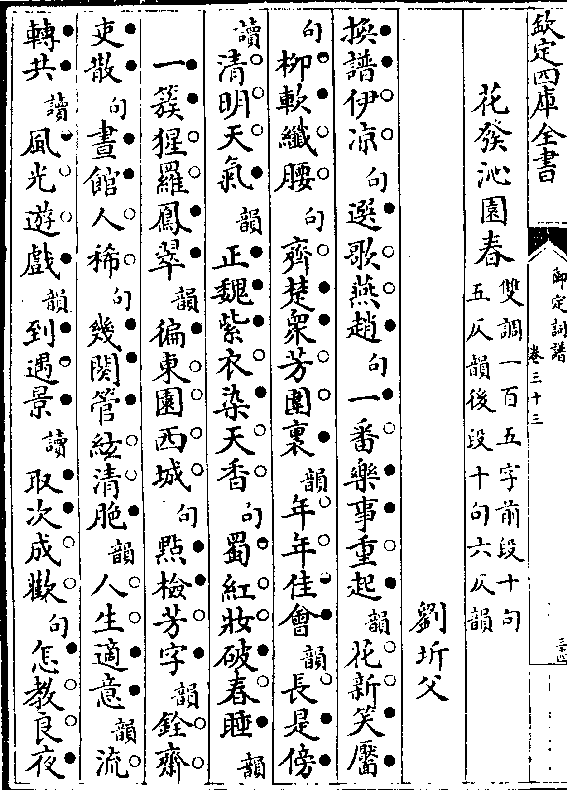 欽定四庫全書
御定詞譜
卷三十三
三十四
花發沁園春
雙調一百五字前段十句
五仄韻後段十句六仄韻
劉圻父
換譜伊凉句選歌燕趙句一番樂事重起韻花新笑靨
句柳軟纖腰句齊楚衆芳圍裏韻年年佳會韻長是傍
讀清明天氣韻正魏紫衣染天香句蜀紅妝破春睡韻
一簇猩羅鳳翠韻徧東園西城句點檢芳字韻銓齋
吏散句晝館人稀句幾闋管絃清脆韻人生適意韻流
轉共讀風光遊戲韻到遇景讀取次成歡句怎教良夜